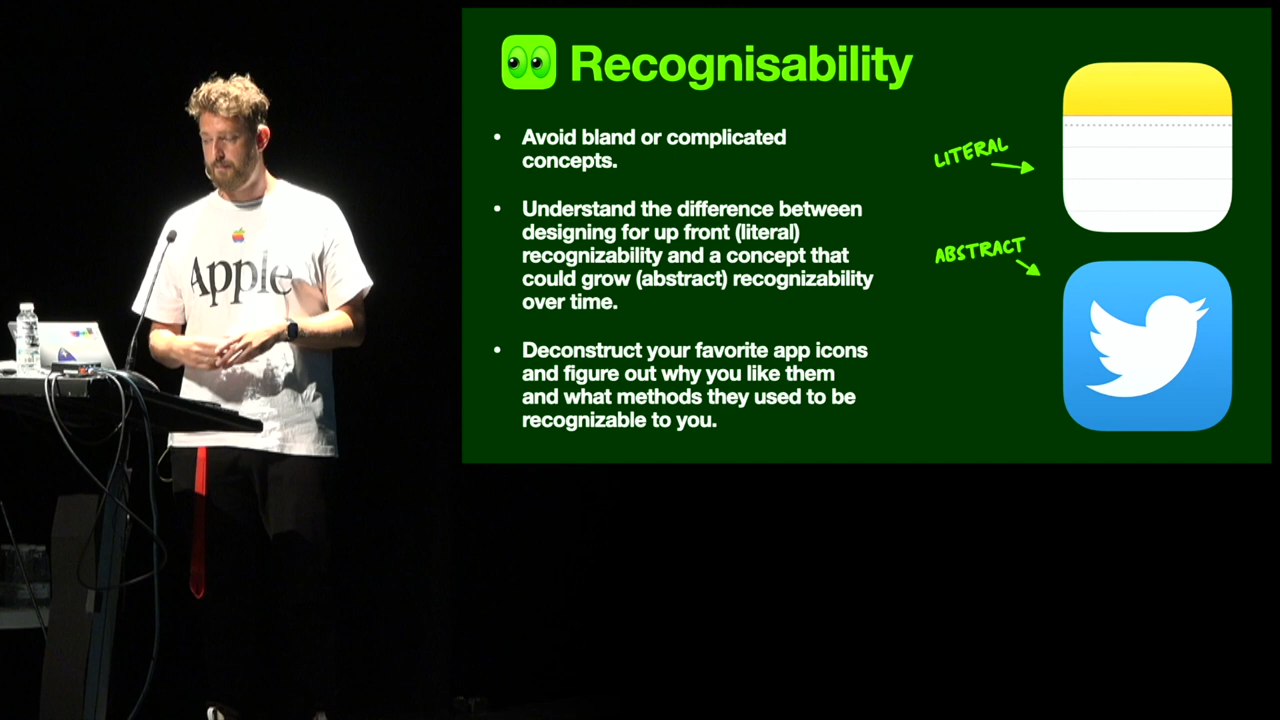 Recognisability
• Avoid bland or complicated
concepts.
• Understand the difference between
designing for up front (literal)
recognizability and a concept that
could grow (abstract) recognizability
over time.
• Deconstruct your favorite app icons
and figure out why you like them
and what methods they used to be
recognizable to you.
LITERAL
ABSTRACT
Apple